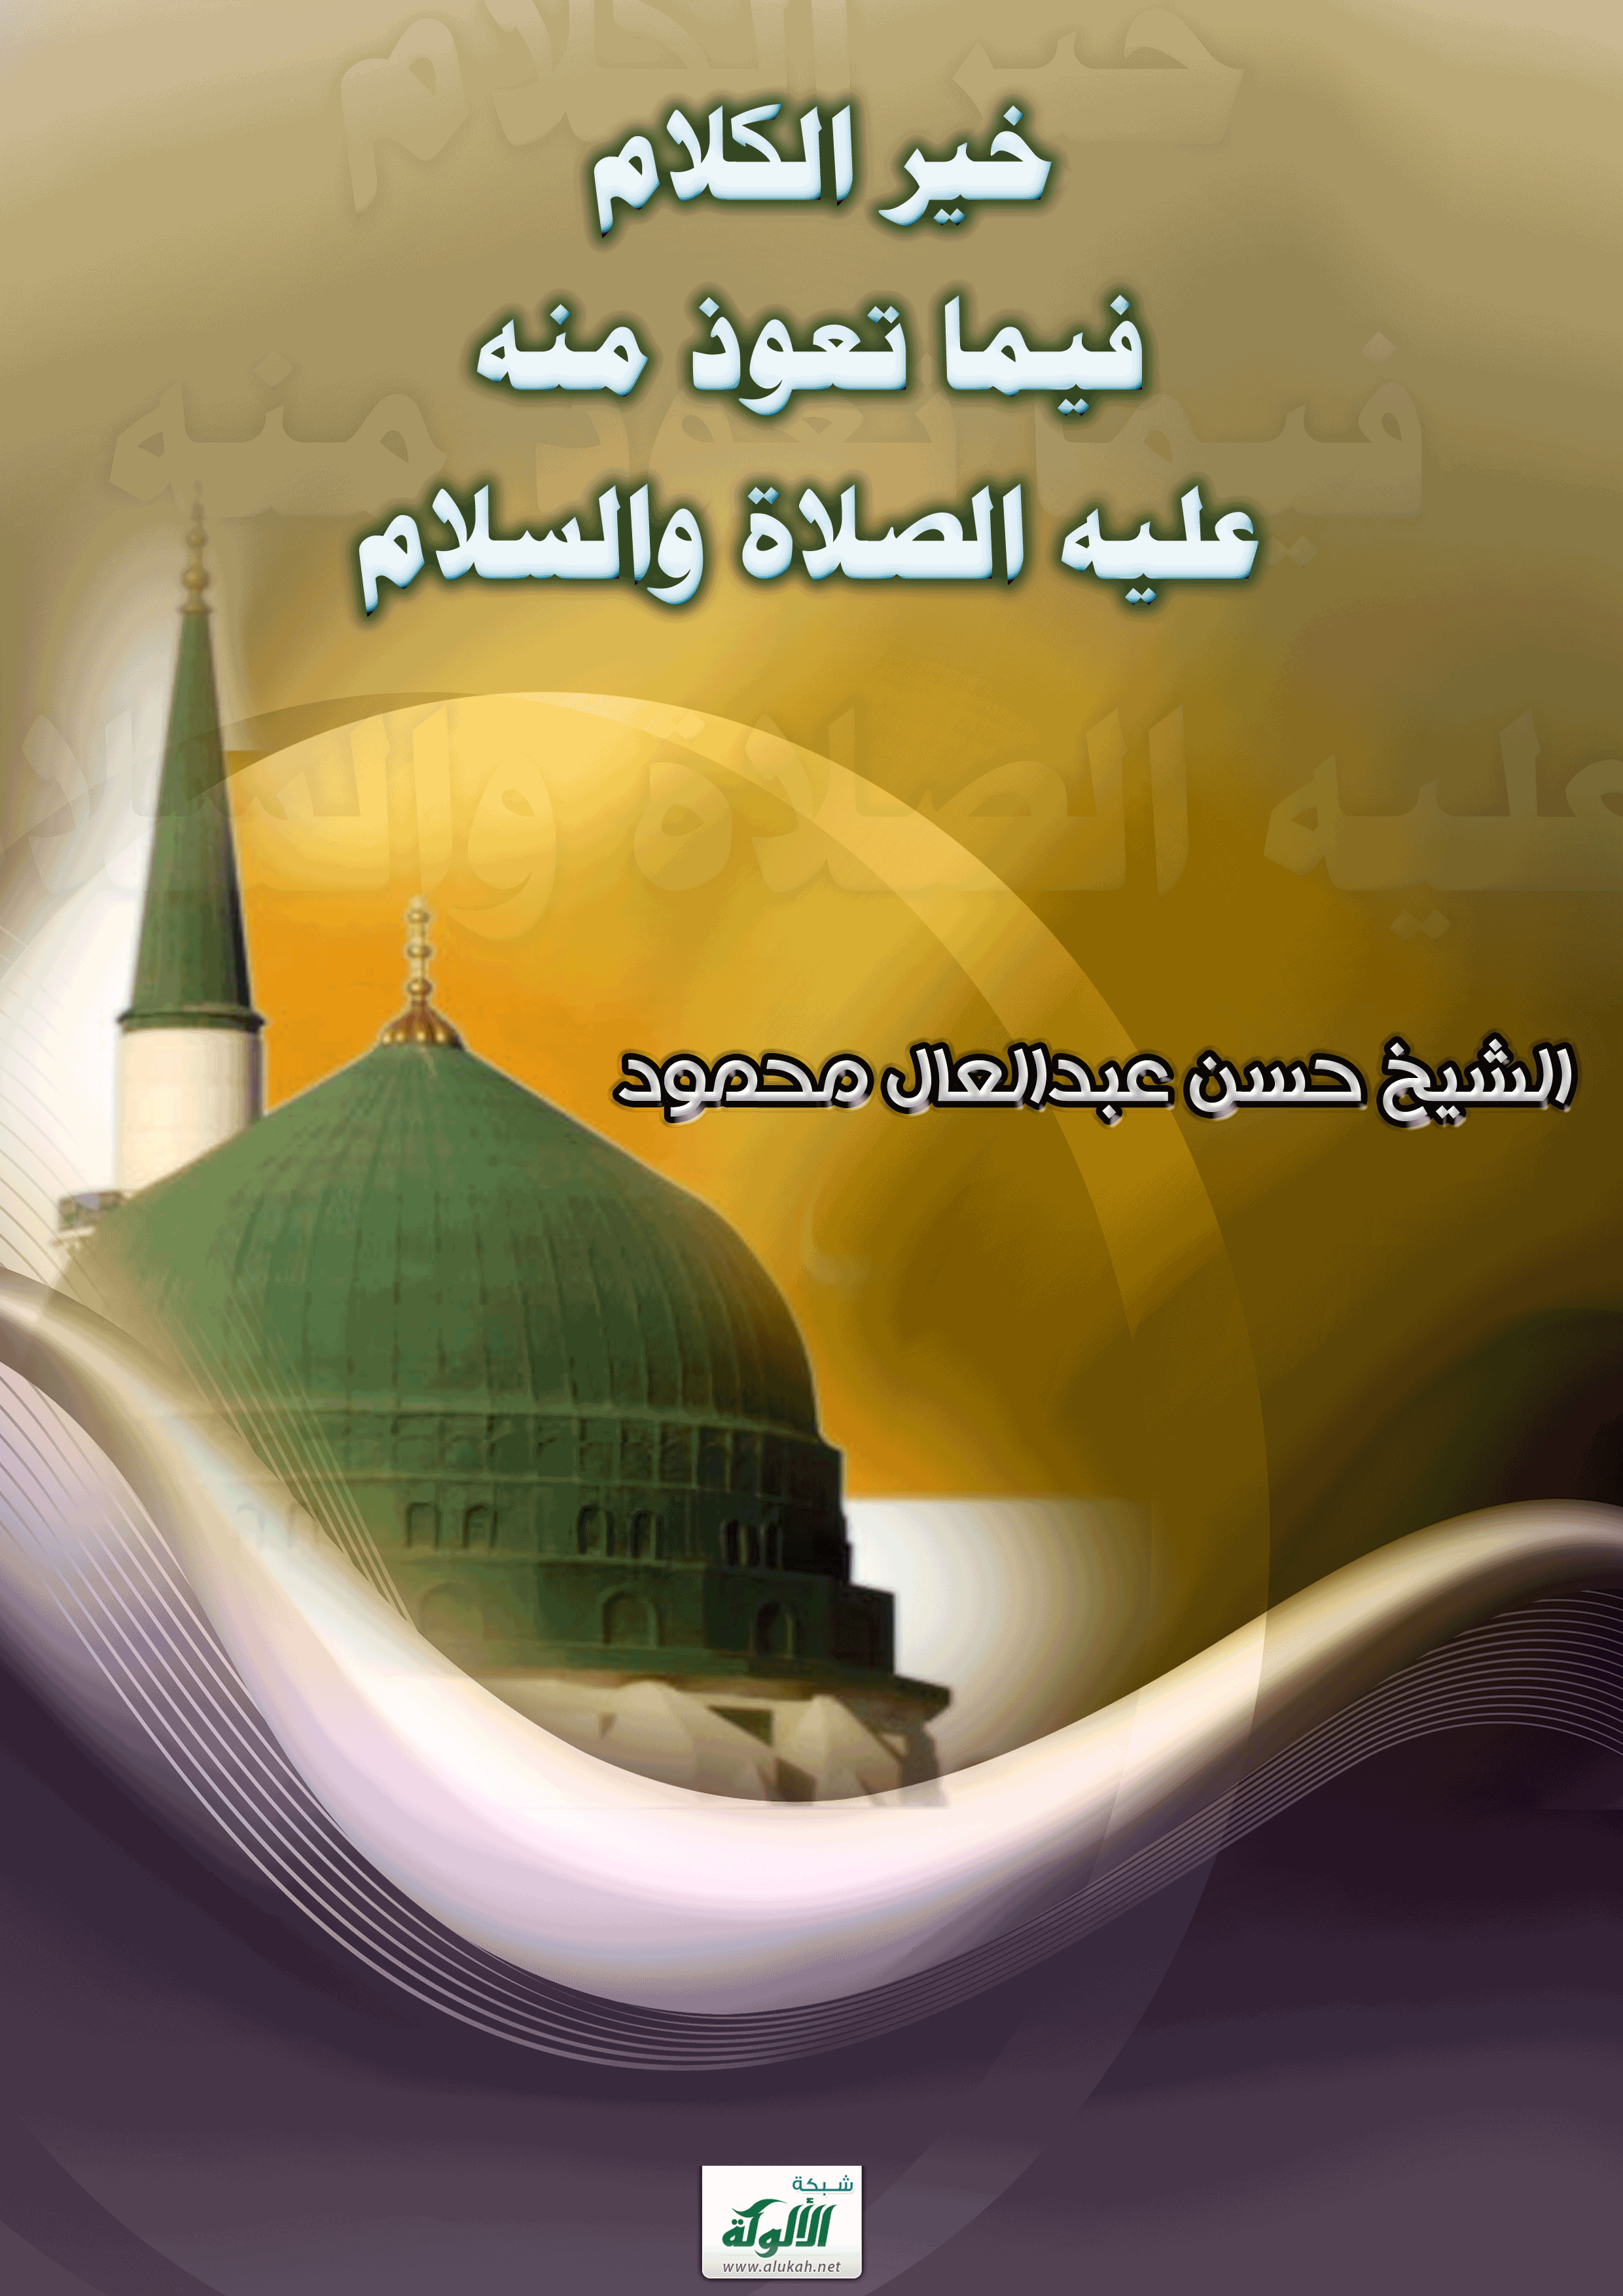 خير الكلام
فيما تعوذ منه
عليه الصلاة والسلام
الشيخ حسن عبدالعال محمود
شبكة
الألوكة
www.alukah.net